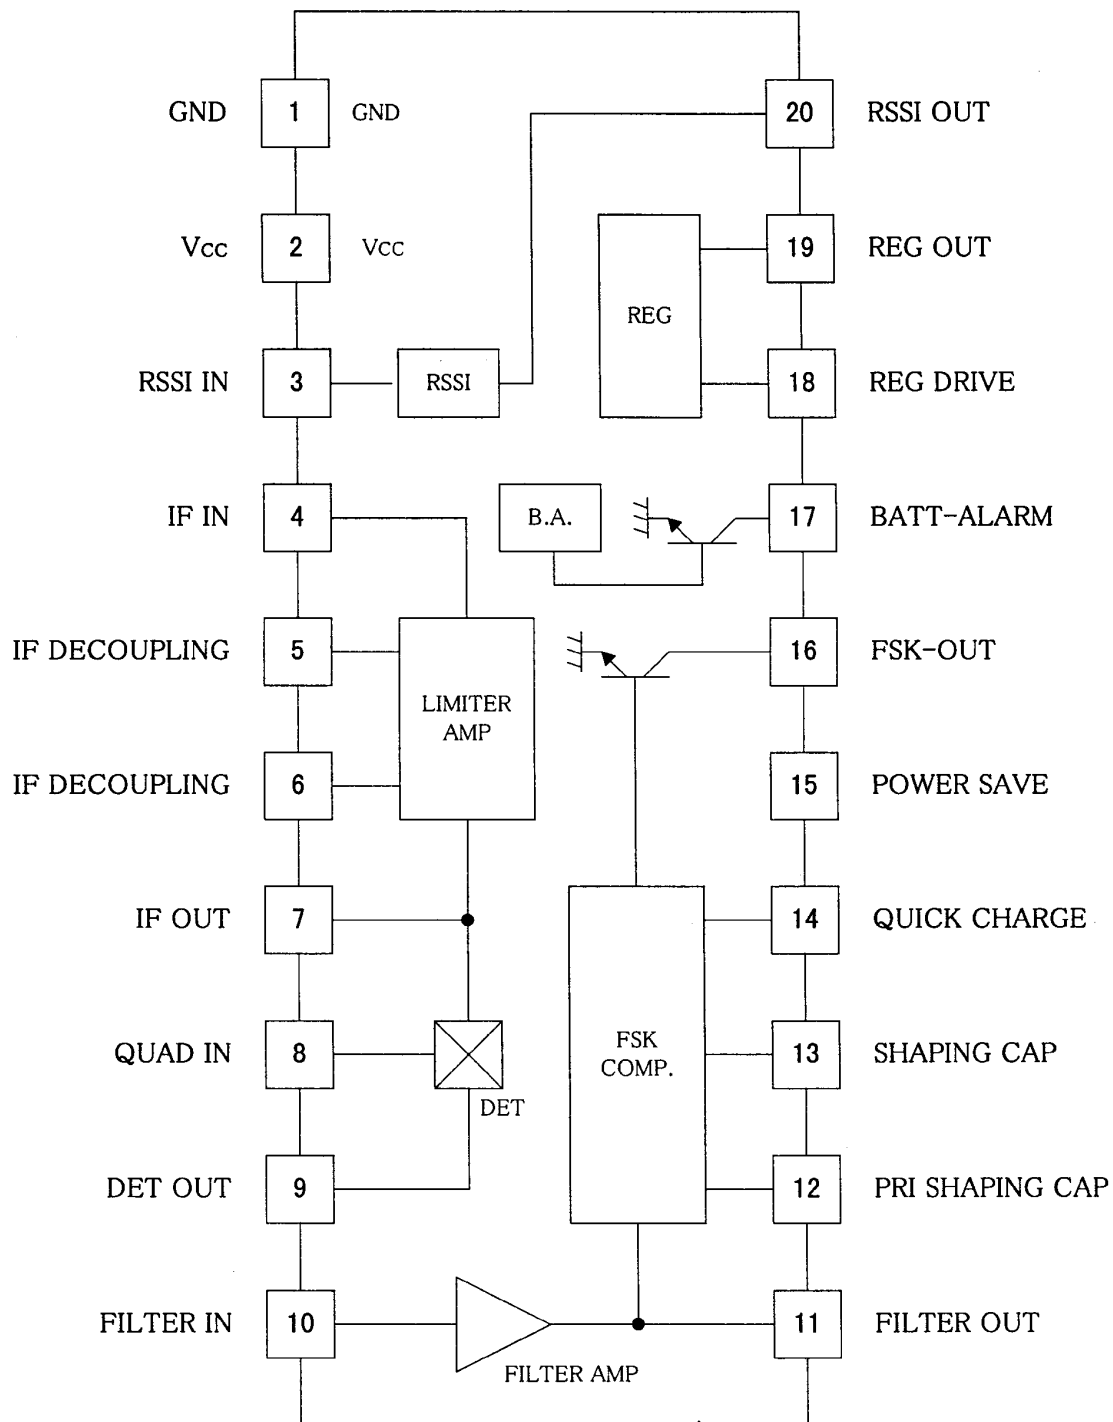 GND 1 GND
20 RSSI OUT
Vcc 2 Vcc
19 REG OUT
REG
RSSI IN 3 RSSI
18 REG DRIVE
IF IN 4
B.A.
17 BATT-ALARM
IF DECOUPLING 5
16 FSK-OUT
LIMITER
AMP
IF DECOUPLING 6
15 POWER SAVE
IF OUT 7
14 QUICK CHARGE
QUAD IN 8
DET
FSK
COMP.
13 SHAPING CAP
DET OUT 9
12 PRI SHAPING CAP
FILTER IN 10
FILTER AMP
11 FILTER OUT